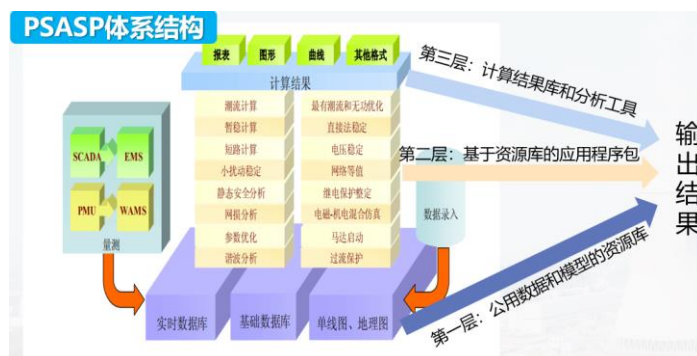 PSASP体系结构
报表
图形
曲线
其他格式
计算结果
潮流计算
暂稳计算
短路计算
小扰动稳定
静态安全分析
网损分析
参数优化
谐波分析
最有潮流和无功优化
直接法稳定
电压稳定
网络等值
继电保护整定
电磁-机电混合仿真
马达启动
过流保护
SCADA
EMS
PMU
WAMS
量测
数据录入
实时数据库
基础数据库
单线图、地理图
第三层：计算结果库和分析工具
第二层：基于资源库的应用程序包
第一层：公用数据和模型的资源库
输出结果